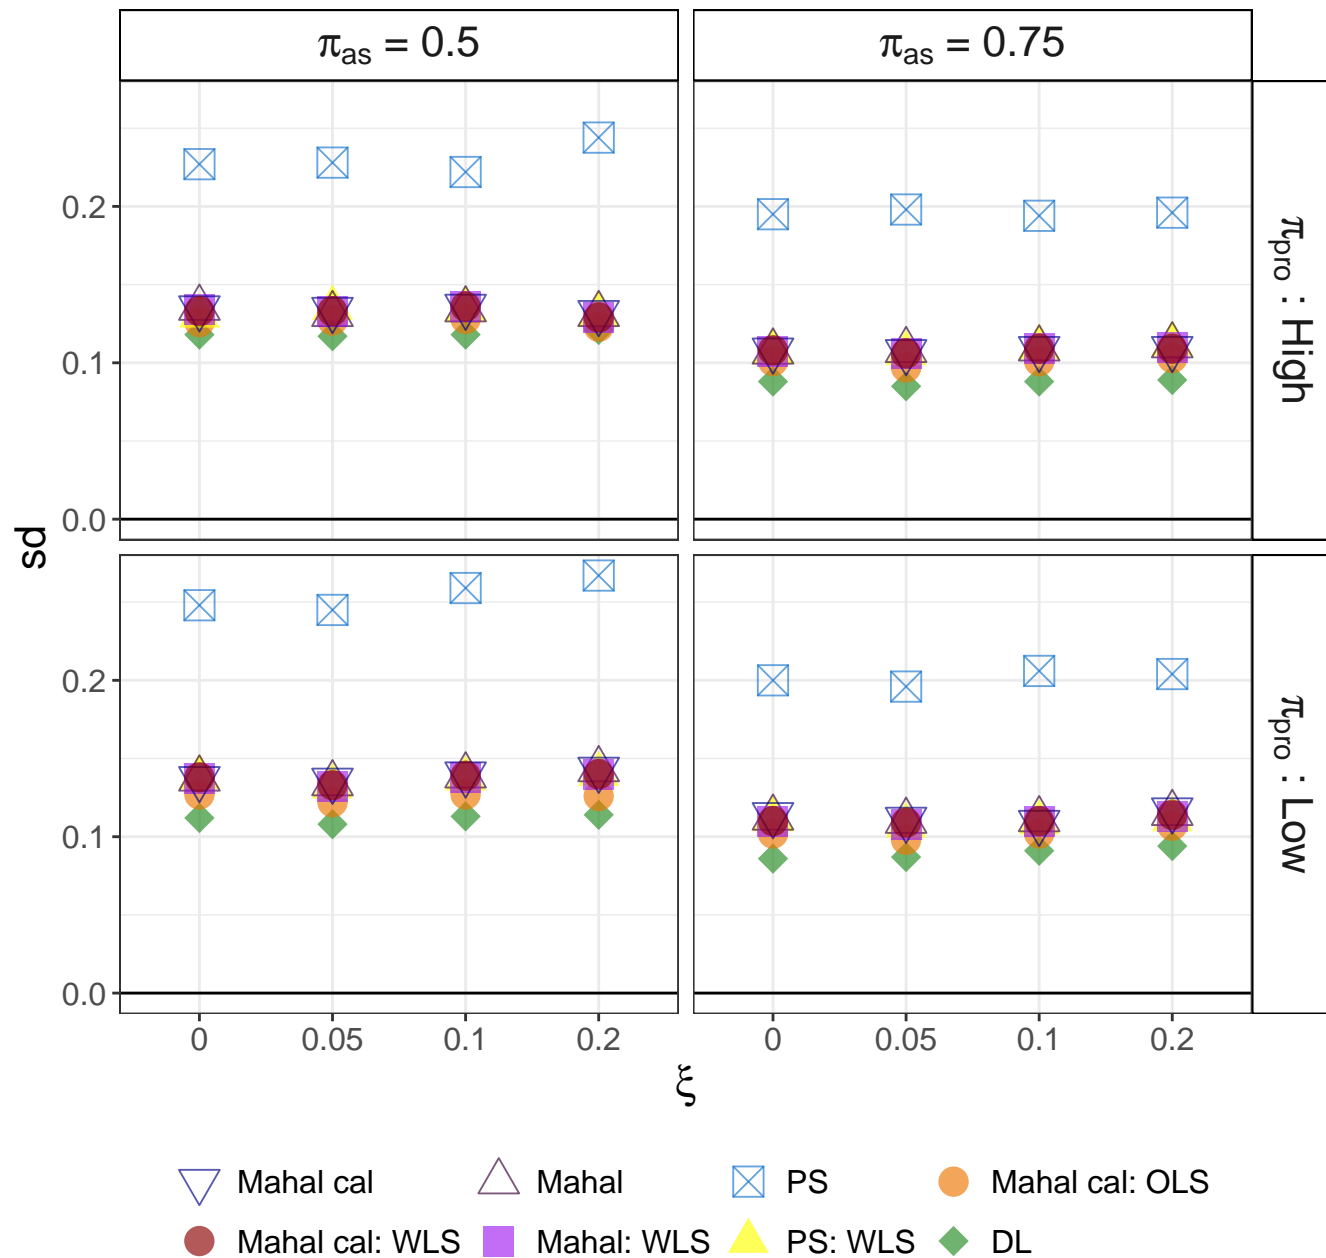 π_as = 0.5
π_as = 0.75
0.2
0.1
0.0
π_pro : High
sd
0.2
0.1
0.0
π_pro : Low
0 0.05 0.1 0.2
0 0.05 0.1 0.2
ξ
Mahal cal Mahal PS Mahal cal: OLS
Mahal cal: WLS Mahal: WLS PS: WLS DL